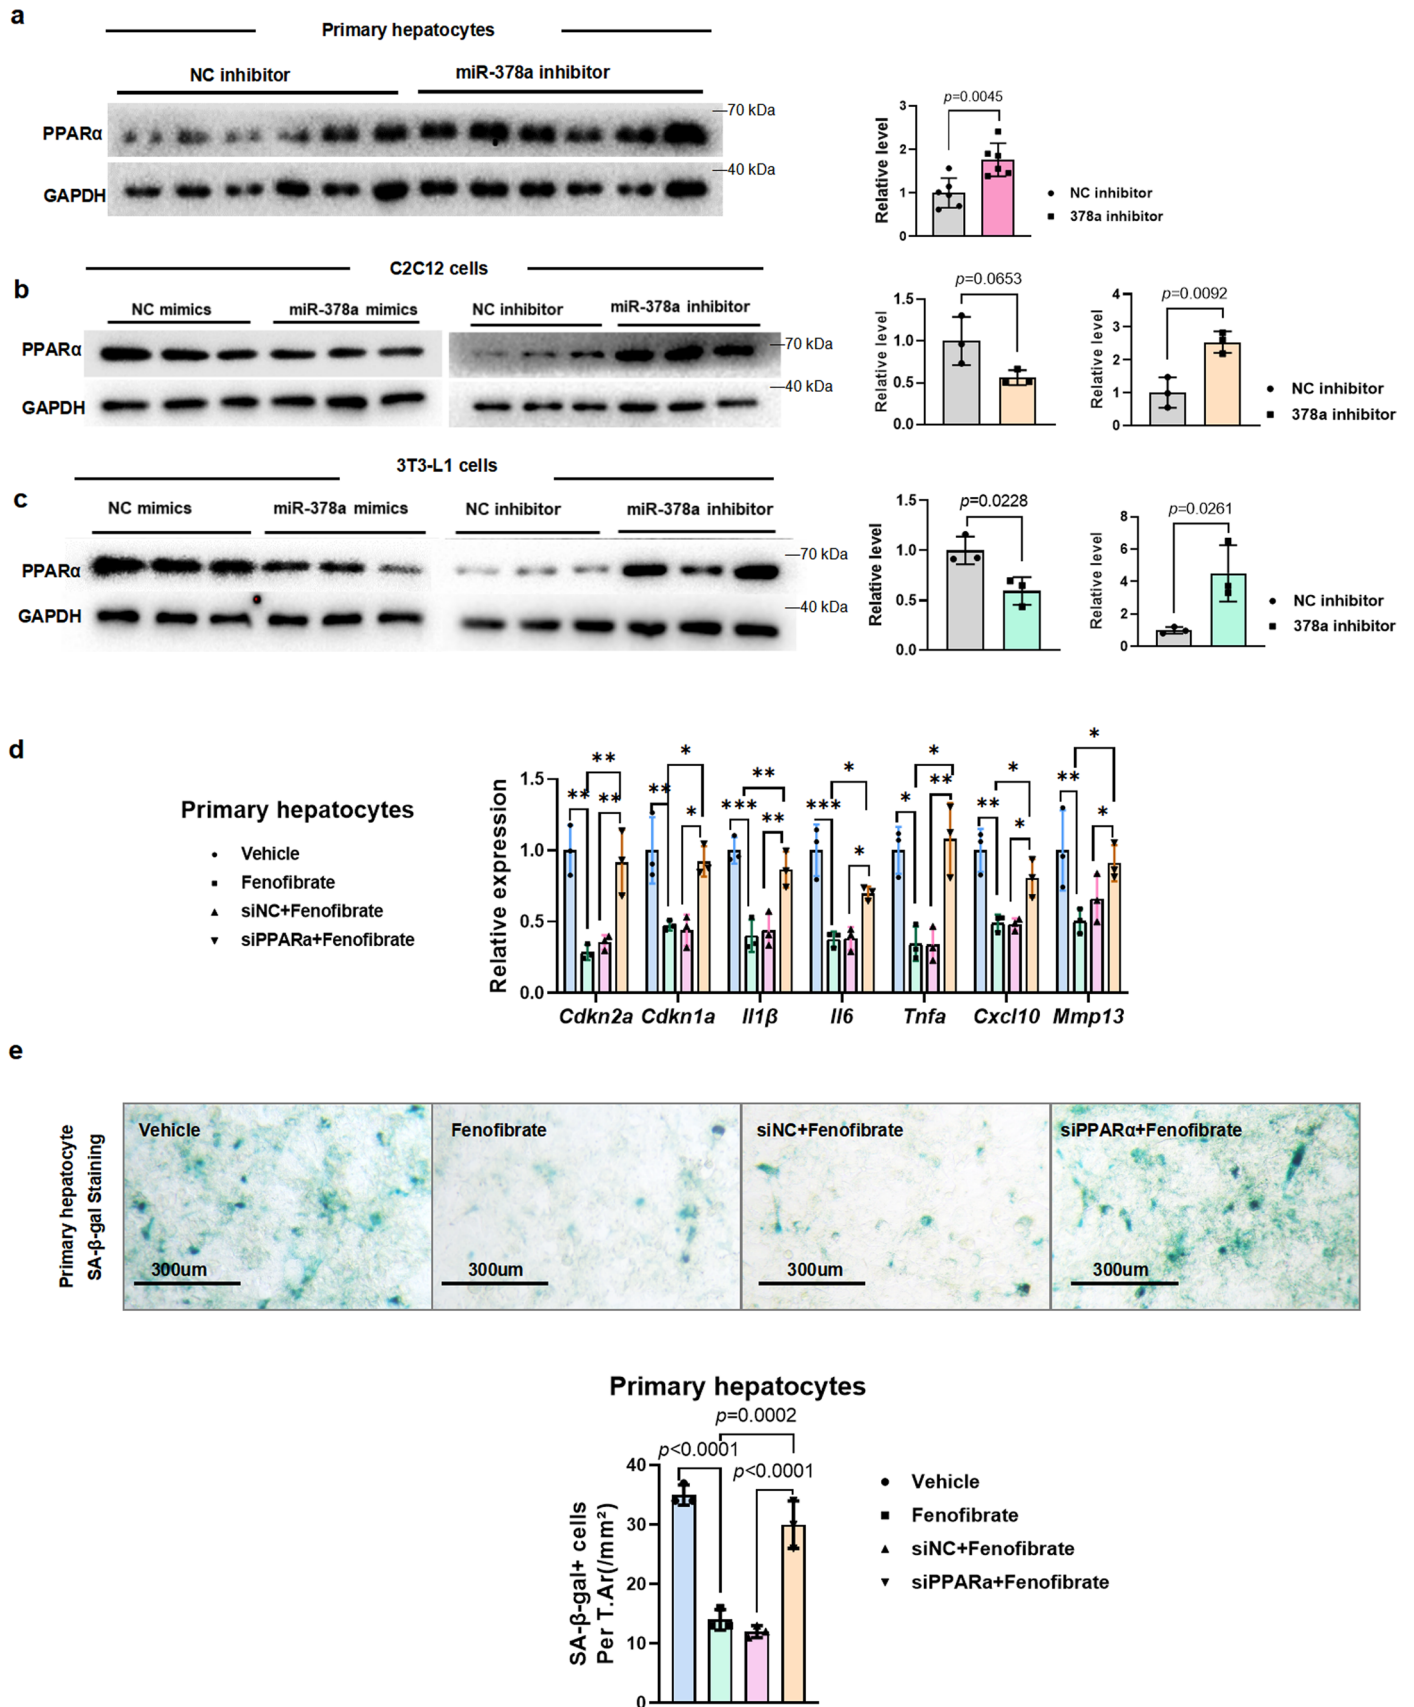 a
Primary hepatocytes
NC inhibitor
miR-378a inhibitor
PPARα
70 kDa
GAPDH
40 kDa
Relative level
3
2
1
0
p=0.0045
NC inhibitor
378a inhibitor
b
C2C12 cells
NC mimics
miR-378a mimics
NC inhibitor
miR-378a inhibitor
PPARα
70 kDa
GAPDH
40 kDa
Relative level
1.5
1.0
0.5
0.0
p=0.0653
Relative level
4
3
2
1
0
p=0.0092
NC inhibitor
378a inhibitor
c
3T3-L1 cells
NC mimics
miR-378a mimics
NC inhibitor
miR-378a inhibitor
PPARα
70 kDa
GAPDH
40 kDa
Relative level
1.5
1.0
0.5
0.0
p=0.0228
Relative level
8
6
4
2
0
p=0.0261
NC inhibitor
378a inhibitor
d
Primary hepatocytes
Vehicle
Fenofibrate
siNC+Fenofibrate
siPPARa+Fenofibrate
Relative expression
1.5
1.0
0.5
0.0
** ** **
** * *
*** ** **
*** * *
* ** *
** * *
** * *
Cdkn2a Cdkn1a Il1β Il6 Tnfa Cxcl10 Mmp13
e
Primary hepatocyte
SA-β-gal Staining
Vehicle
300um
Fenofibrate
300um
siNC+Fenofibrate
300um
siPPARα+Fenofibrate
300um
Primary hepatocytes
p=0.0002
p<0.0001
p<0.0001
SA-β-gal+ cells
Per T.Ar(/mm²)
40
30
20
10
0
Vehicle
Fenofibrate
siNC+Fenofibrate
siPPARa+Fenofibrate